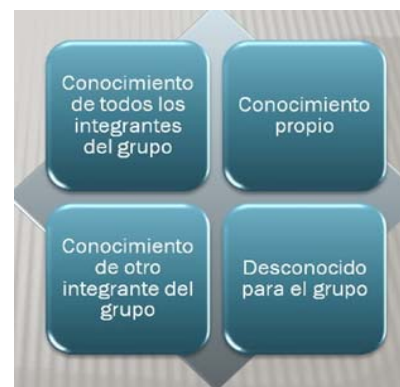 Conocimiento
de todos los
integrantes
del grupo
Conocimiento
propio
Conocimiento
de otro
integrante del
grupo
Desconocido
para el grupo